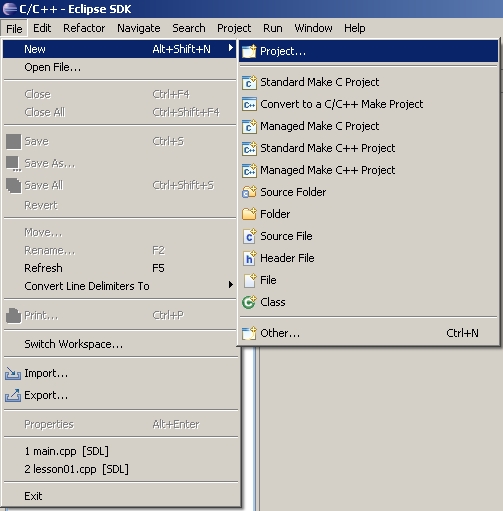 C/C++ - Eclipse SDK
File Edit Refactor Navigate Search Project Run Window Help
New Alt+Shift+N
Open File...
Close Ctrl+F4
Close All Ctrl+Shift+F4
Save Ctrl+S
Save As...
Save All Ctrl+Shift+S
Revert
Move...
Rename... F2
Refresh F5
Convert Line Delimiters To
Print... Ctrl+P
Switch Workspace...
Import...
Export...
Properties Alt+Enter
1 main.cpp [SDL]
2 lesson01.cpp [SDL]
Exit
Project...
Standard Make C Project
Convert to a C/C++ Make Project
Managed Make C Project
Standard Make C++ Project
Managed Make C++ Project
Source Folder
Folder
Source File
Header File
File
Class
Other... Ctrl+N